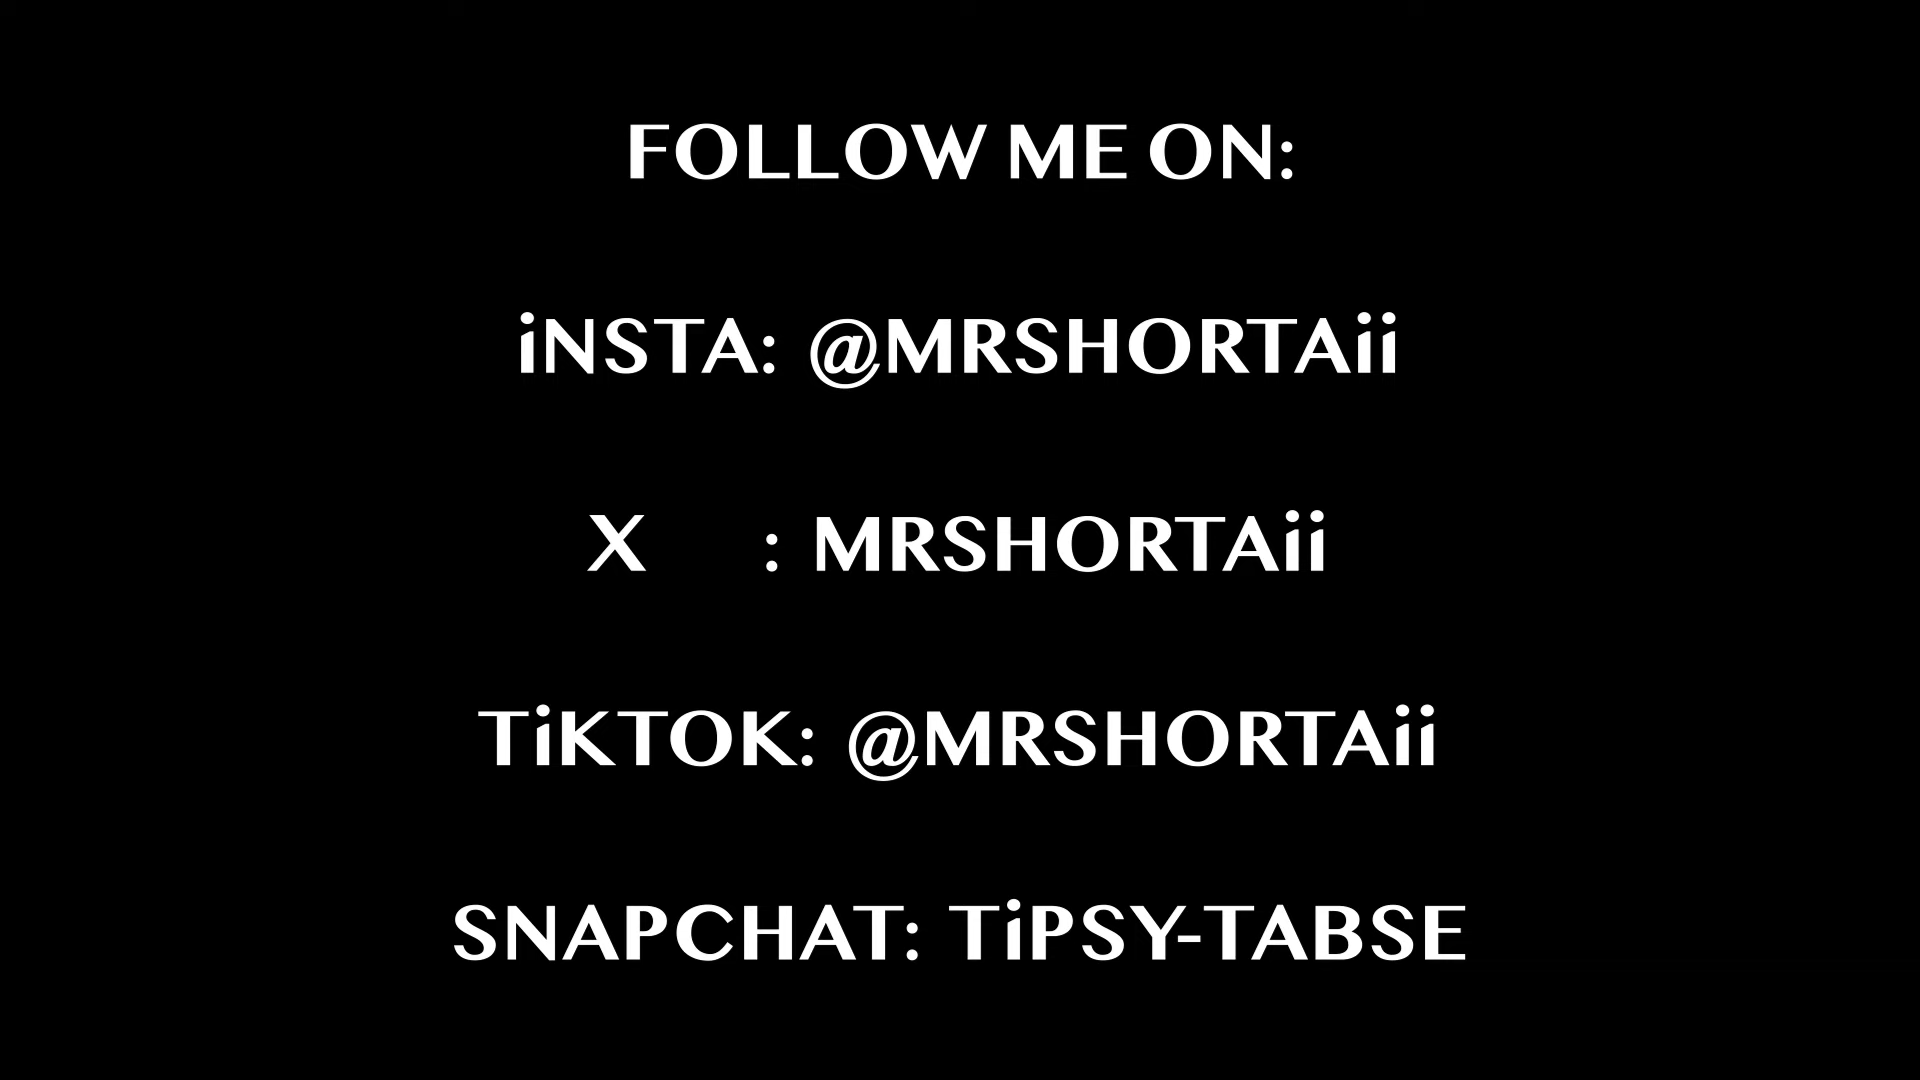 FOLLOW ME ON:
iNSTA: @MRSHORTAii
X : MRSHORTAii
TiKTOK: @MRSHORTAii
SNAPCHAT: TiPSY-TABSE